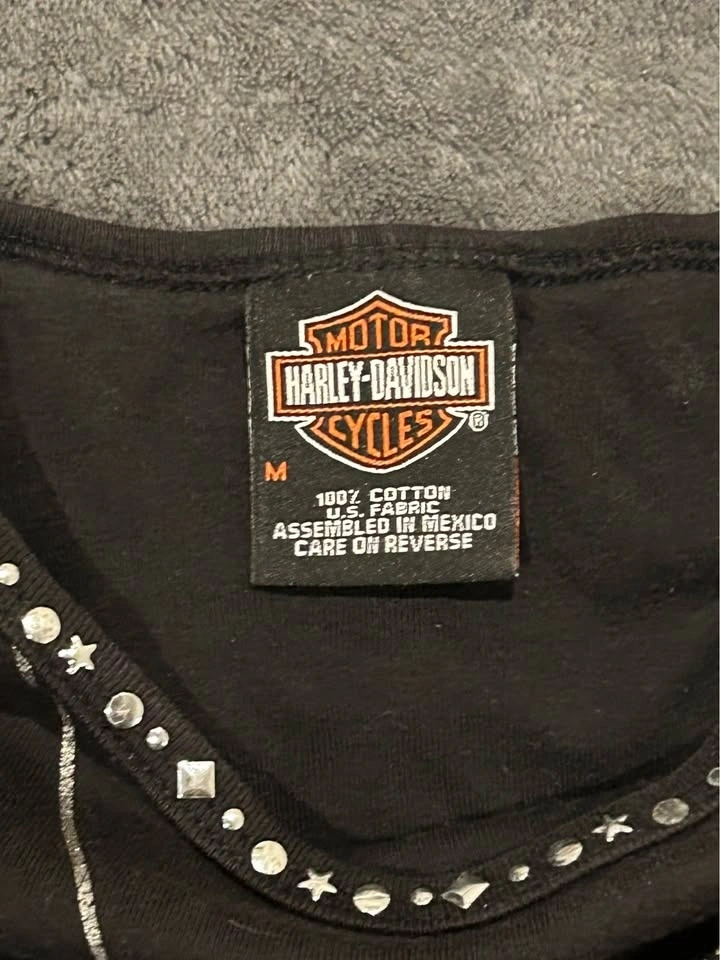 MOTOR
HARLEY-DAVIDSON
CYCLES
®
M
100% COTTON
U.S. FABRIC
ASSEMBLED IN MEXICO
CARE ON REVERSE